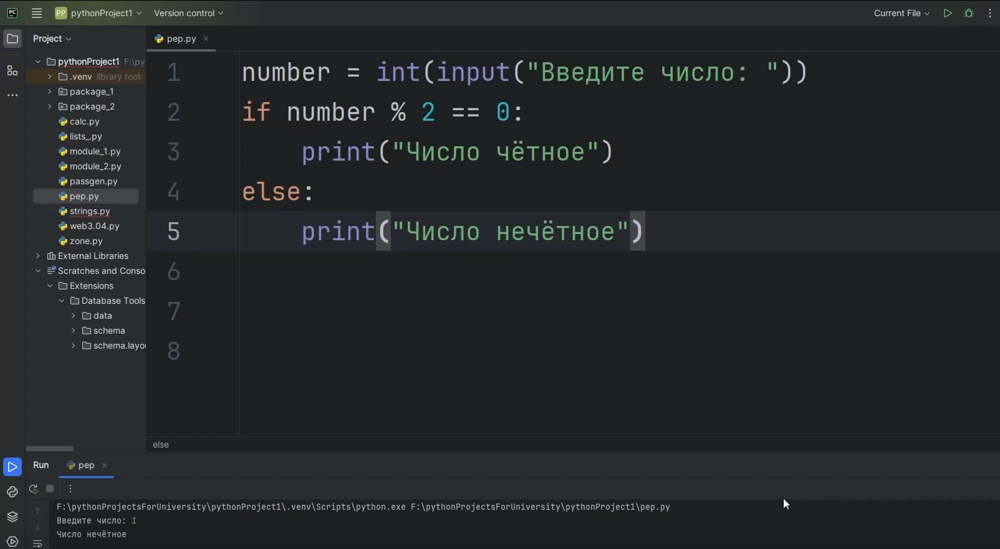 PC PP pythonProject1 Version control Current File
Project
pep.py
pythonProject1 F:\py
.venv library root
package_1
package_2
calc.py
lists_.py
module_1.py
module_2.py
passgen.py
pep.py
strings.py
web3.04.py
zone.py
External Libraries
Scratches and Conso
Extensions
Database Tools
data
schema
schema.layou
1 number = int(input("Введите число: "))
2 if number % 2 == 0:
3 print("Число чётное")
4 else:
5 print("Число нечётное")
6
7
8
else
Run pep
F:\pythonProjectsForUniversity\pythonProject1\.venv\Scripts\python.exe F:\pythonProjectsForUniversity\pythonProject1\pep.py
Введите число: 1
Число нечётное